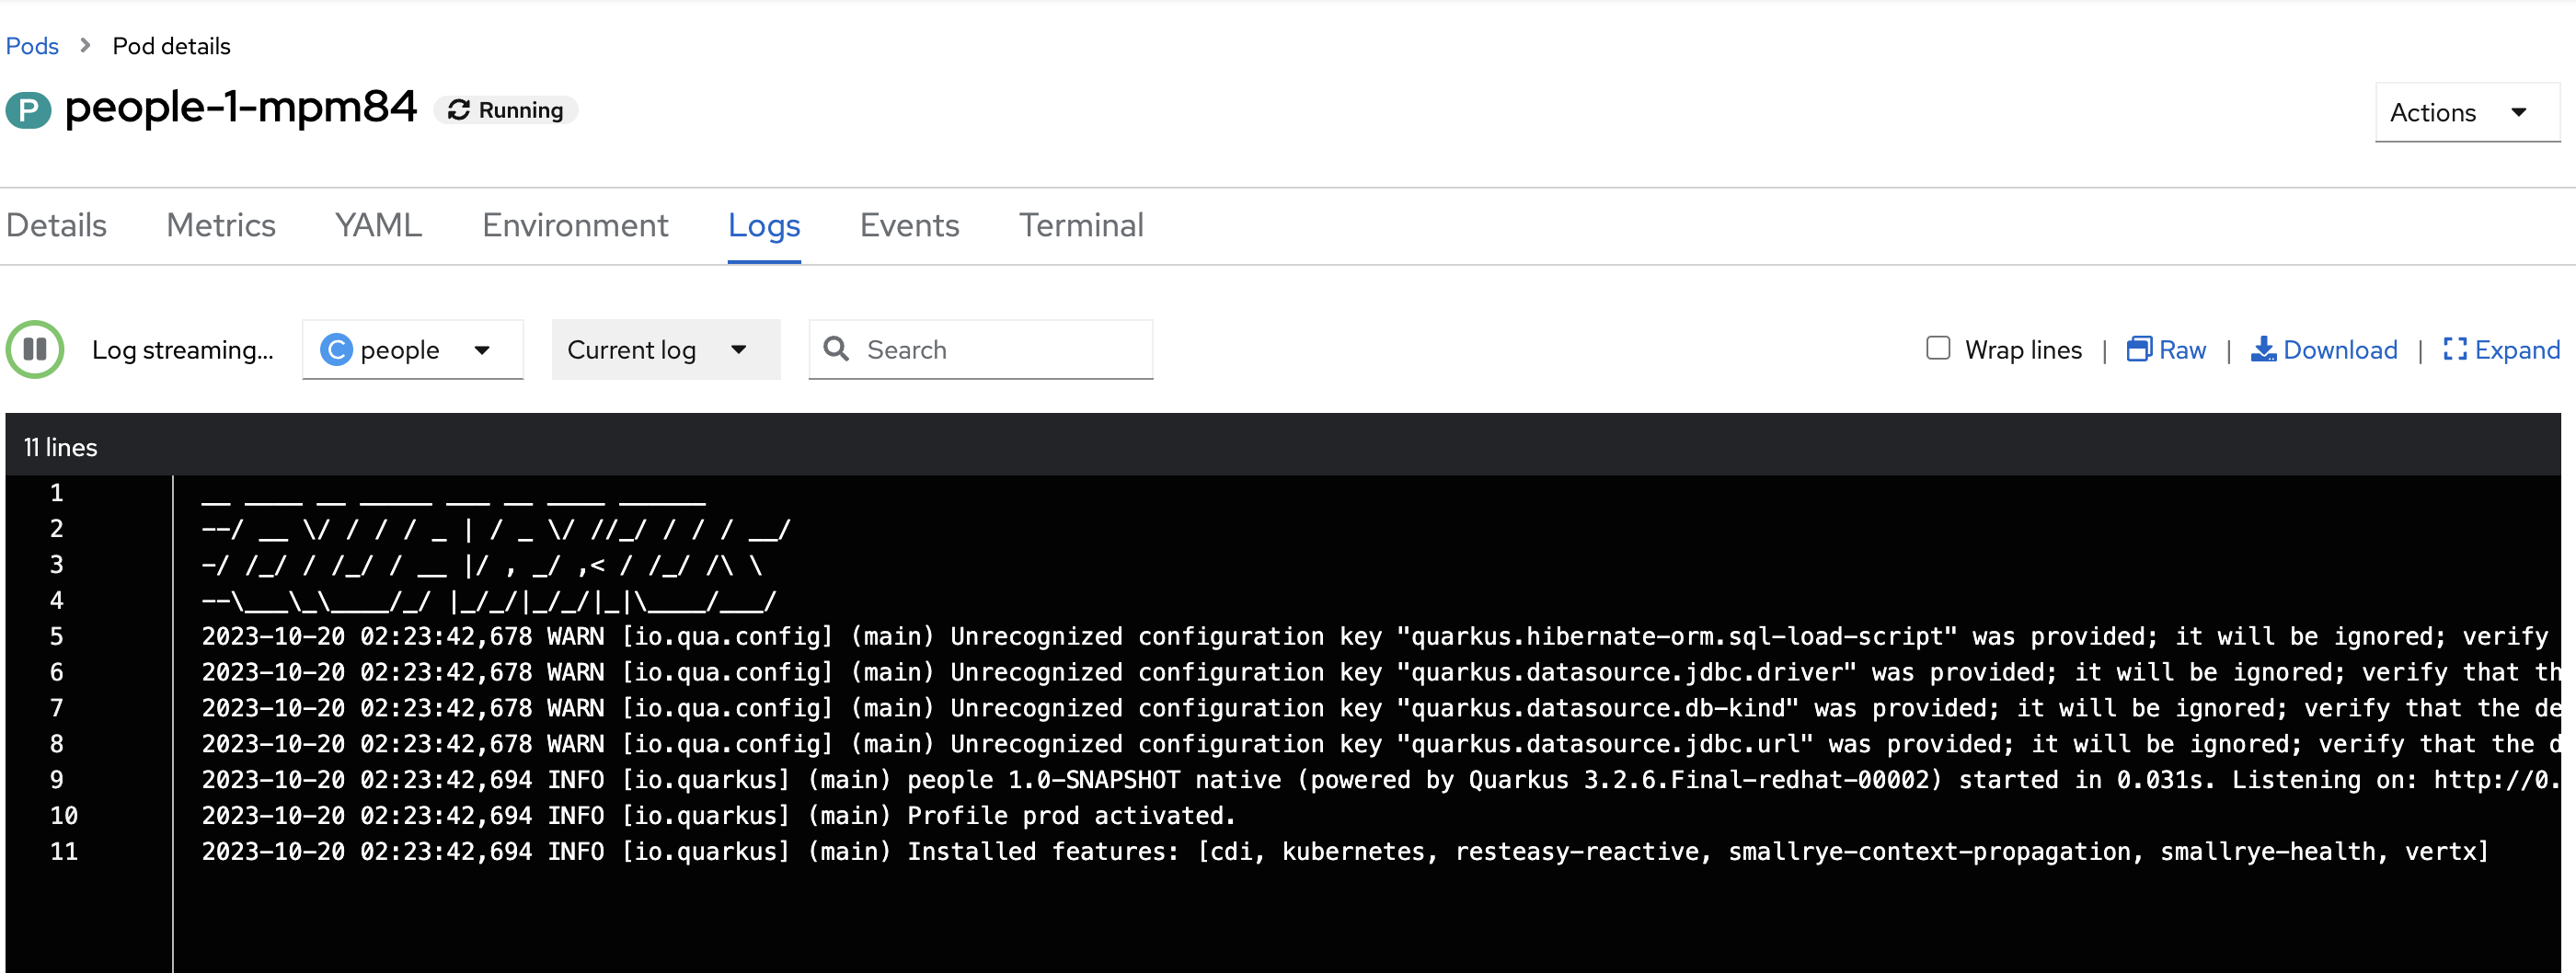 Pods > Pod details
P people-1-mpm84 Running
Actions
Details Metrics YAML Environment Logs Events Terminal
Log streaming... C people Current log Search Wrap lines | Raw | Download | Expand
11 lines
1 __ ____ __ _____ ___ __ ____ ______
2 --/ __ \/ / / / _ | / _ \/ //_/ / / / __/
3 -/ /_/ / /_/ / __ |/ , _/ ,< / /_/ /\ \
4 --\___\_\____/_/ |_/_/|_/_/|_|\____/___/
5 2023-10-20 02:23:42,678 WARN [io.qua.config] (main) Unrecognized configuration key "quarkus.hibernate-orm.sql-load-script" was provided; it will be ignored; verify
6 2023-10-20 02:23:42,678 WARN [io.qua.config] (main) Unrecognized configuration key "quarkus.datasource.jdbc.driver" was provided; it will be ignored; verify that th
7 2023-10-20 02:23:42,678 WARN [io.qua.config] (main) Unrecognized configuration key "quarkus.datasource.db-kind" was provided; it will be ignored; verify that the de
8 2023-10-20 02:23:42,678 WARN [io.qua.config] (main) Unrecognized configuration key "quarkus.datasource.jdbc.url" was provided; it will be ignored; verify that the d
9 2023-10-20 02:23:42,694 INFO [io.quarkus] (main) people 1.0-SNAPSHOT native (powered by Quarkus 3.2.6.Final-redhat-00002) started in 0.031s. Listening on: http://0.
10 2023-10-20 02:23:42,694 INFO [io.quarkus] (main) Profile prod activated.
11 2023-10-20 02:23:42,694 INFO [io.quarkus] (main) Installed features: [cdi, kubernetes, resteasy-reactive, smallrye-context-propagation, smallrye-health, vertx]